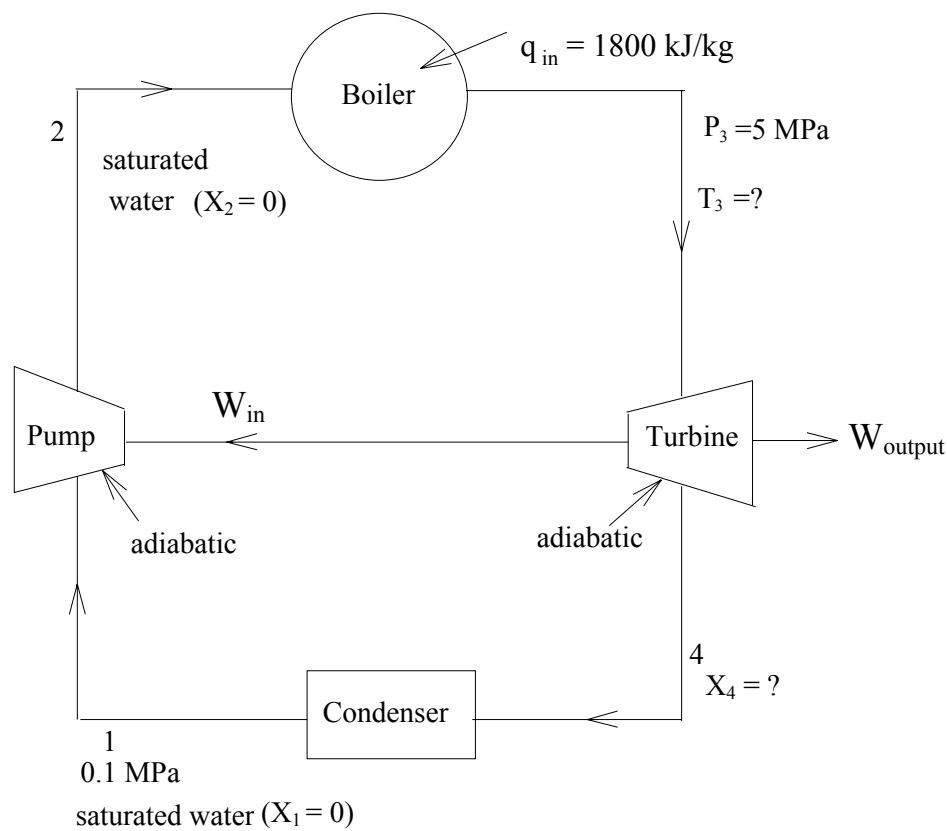 q in = 1800 kJ/kg
Boiler
2
P3 =5 MPa
saturated
water (X2 = 0)
T3 =?
Win
Pump
Turbine
Woutput
adiabatic
adiabatic
4
X4 = ?
Condenser
1
0.1 MPa
saturated water (X1 = 0)